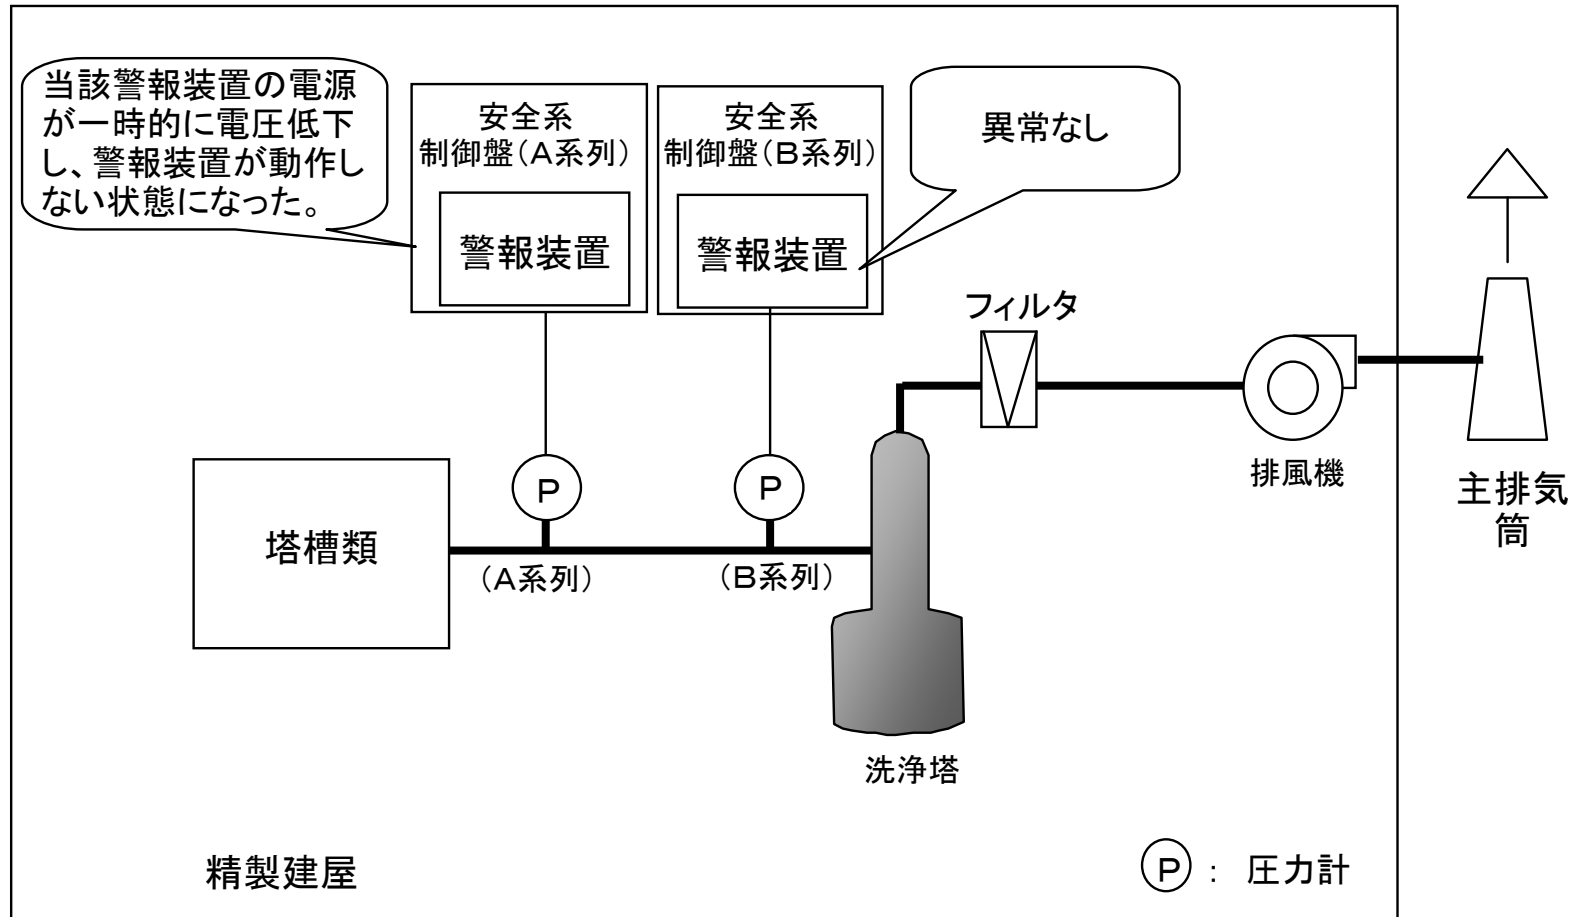 当該警報装置の電源
が一時的に電圧低下
し、警報装置が動作し
ない状態になった。
安全系
制御盤（A系列）
警報装置
安全系
制御盤（B系列）
警報装置
異常なし
フィルタ
排風機
主排気
筒
P
（A系列）
P
（B系列）
塔槽類
洗浄塔
精製建屋
P ： 圧力計